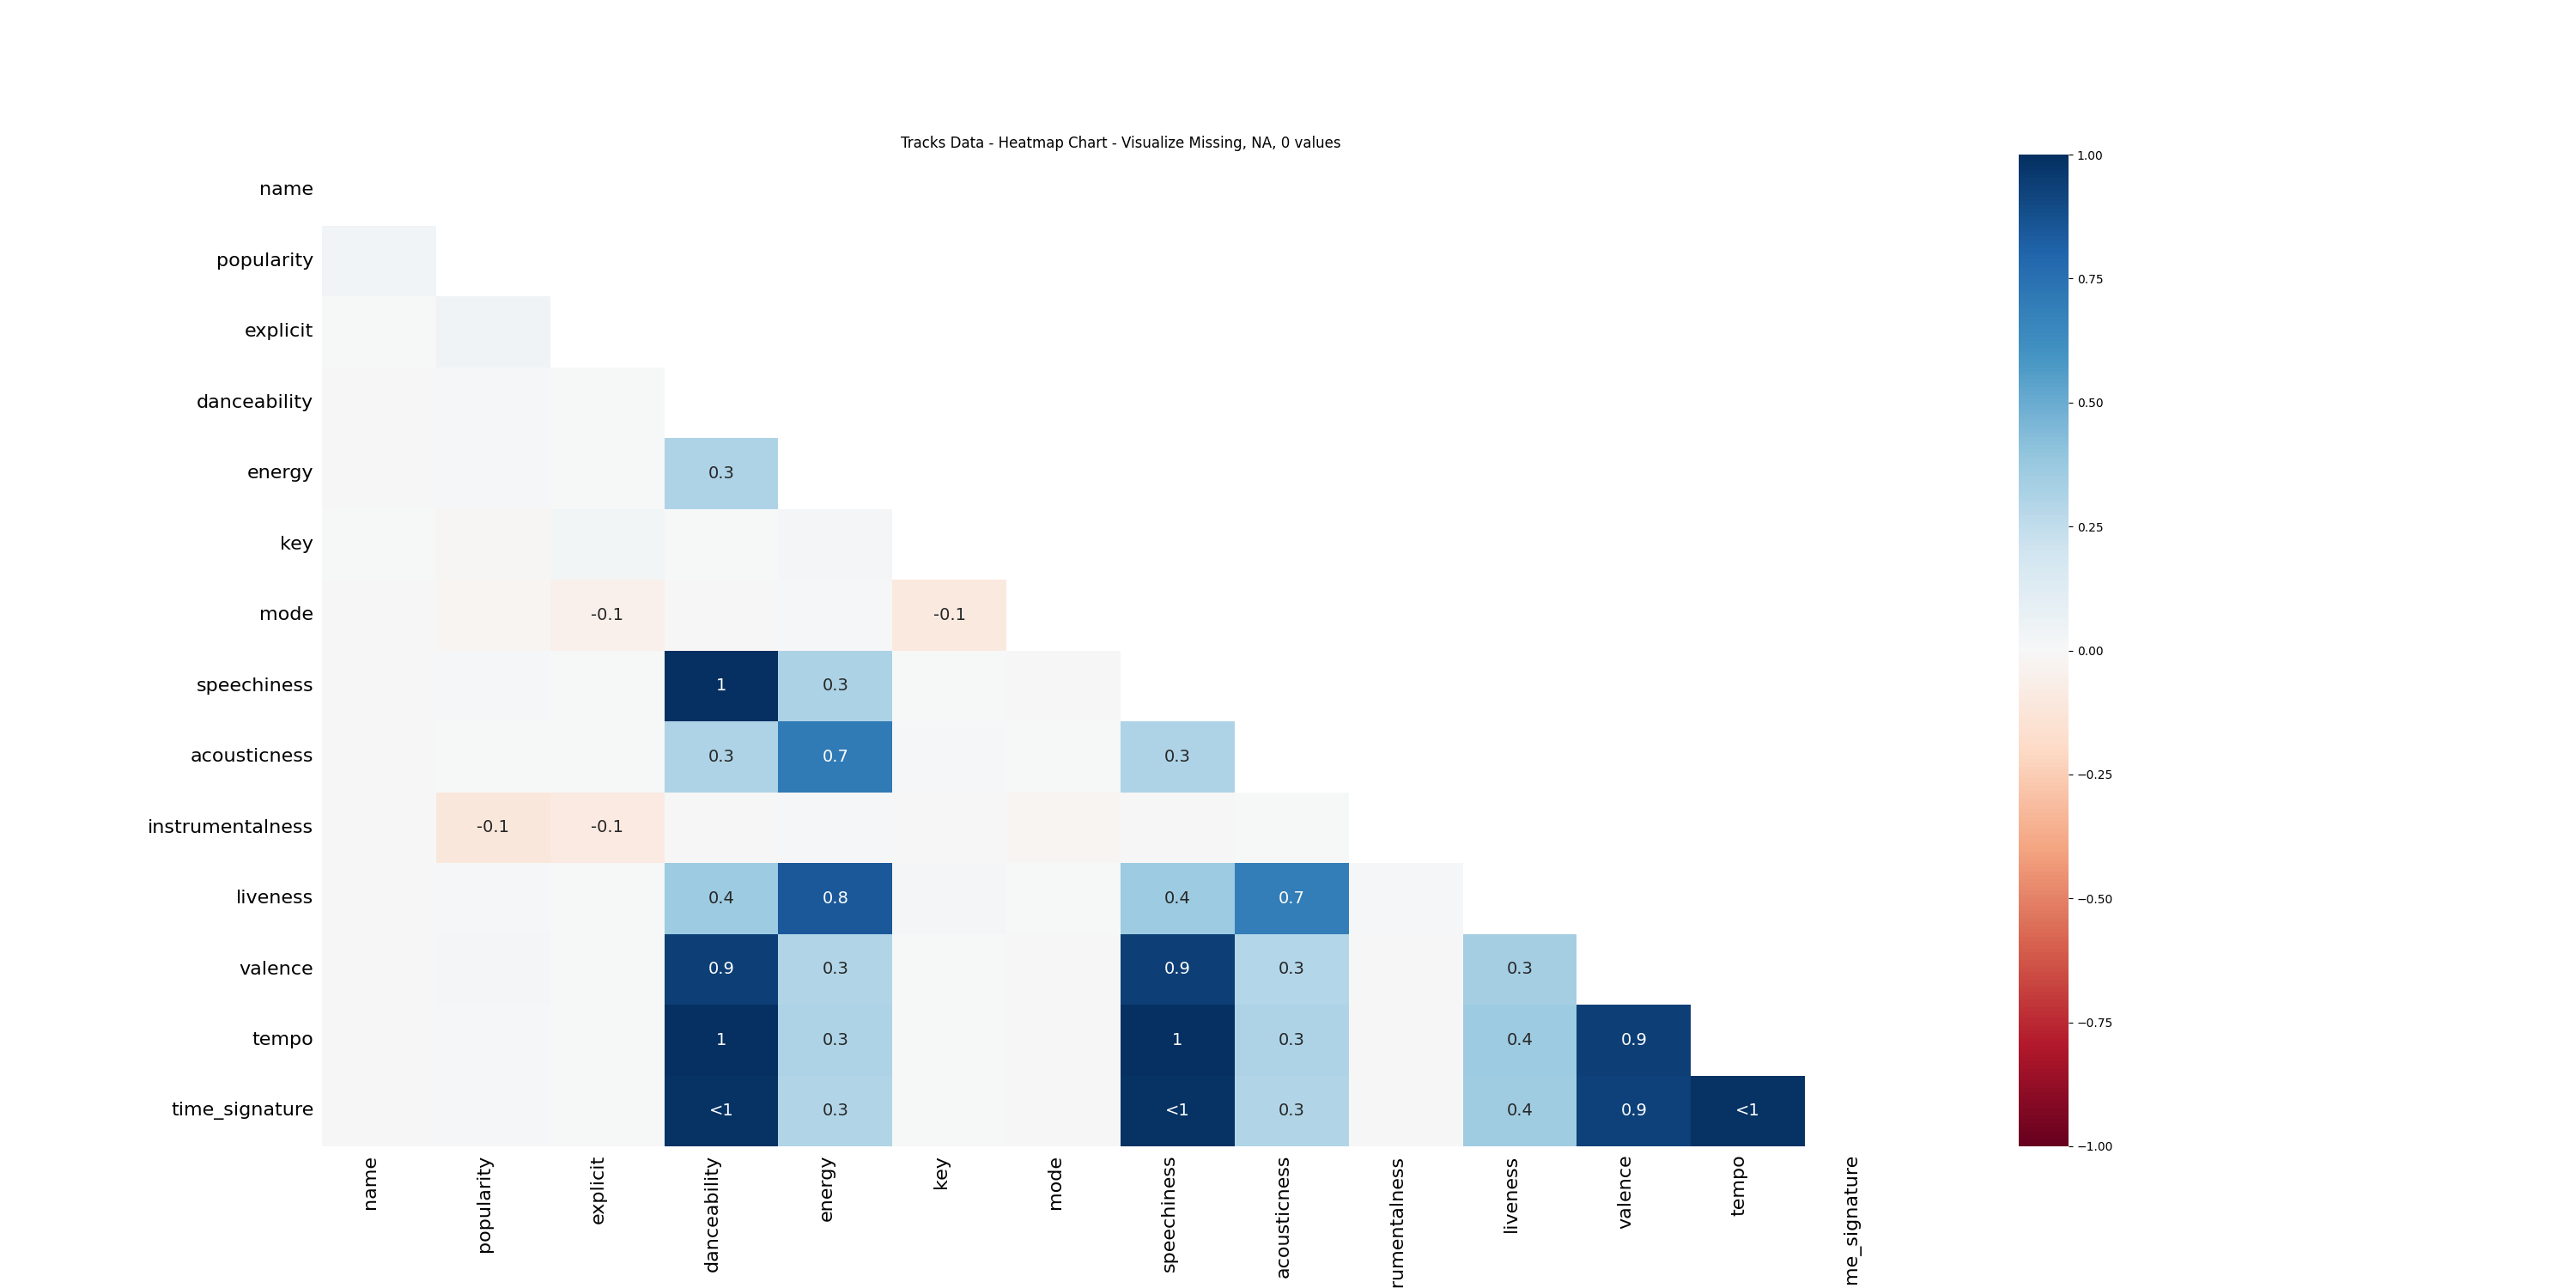 Tracks Data - Heatmap Chart - Visualize Missing, NA, 0 values
name
popularity
explicit
danceability
energy 0.3
key
mode -0.1 -0.1
speechiness 1 0.3
acousticness 0.3 0.7 0.3
instrumentalness -0.1 -0.1
liveness 0.4 0.8 0.4 0.7
valence 0.9 0.3 0.9 0.3 0.3
tempo 1 0.3 1 0.3 0.4 0.9
time_signature <1 0.3 <1 0.3 0.4 0.9 <1
name
popularity
explicit
danceability
energy
key
mode
speechiness
acousticness
rumentalness
liveness
valence
tempo
me_signature
1.00
0.75
0.50
0.25
0.00
−0.25
−0.50
−0.75
−1.00